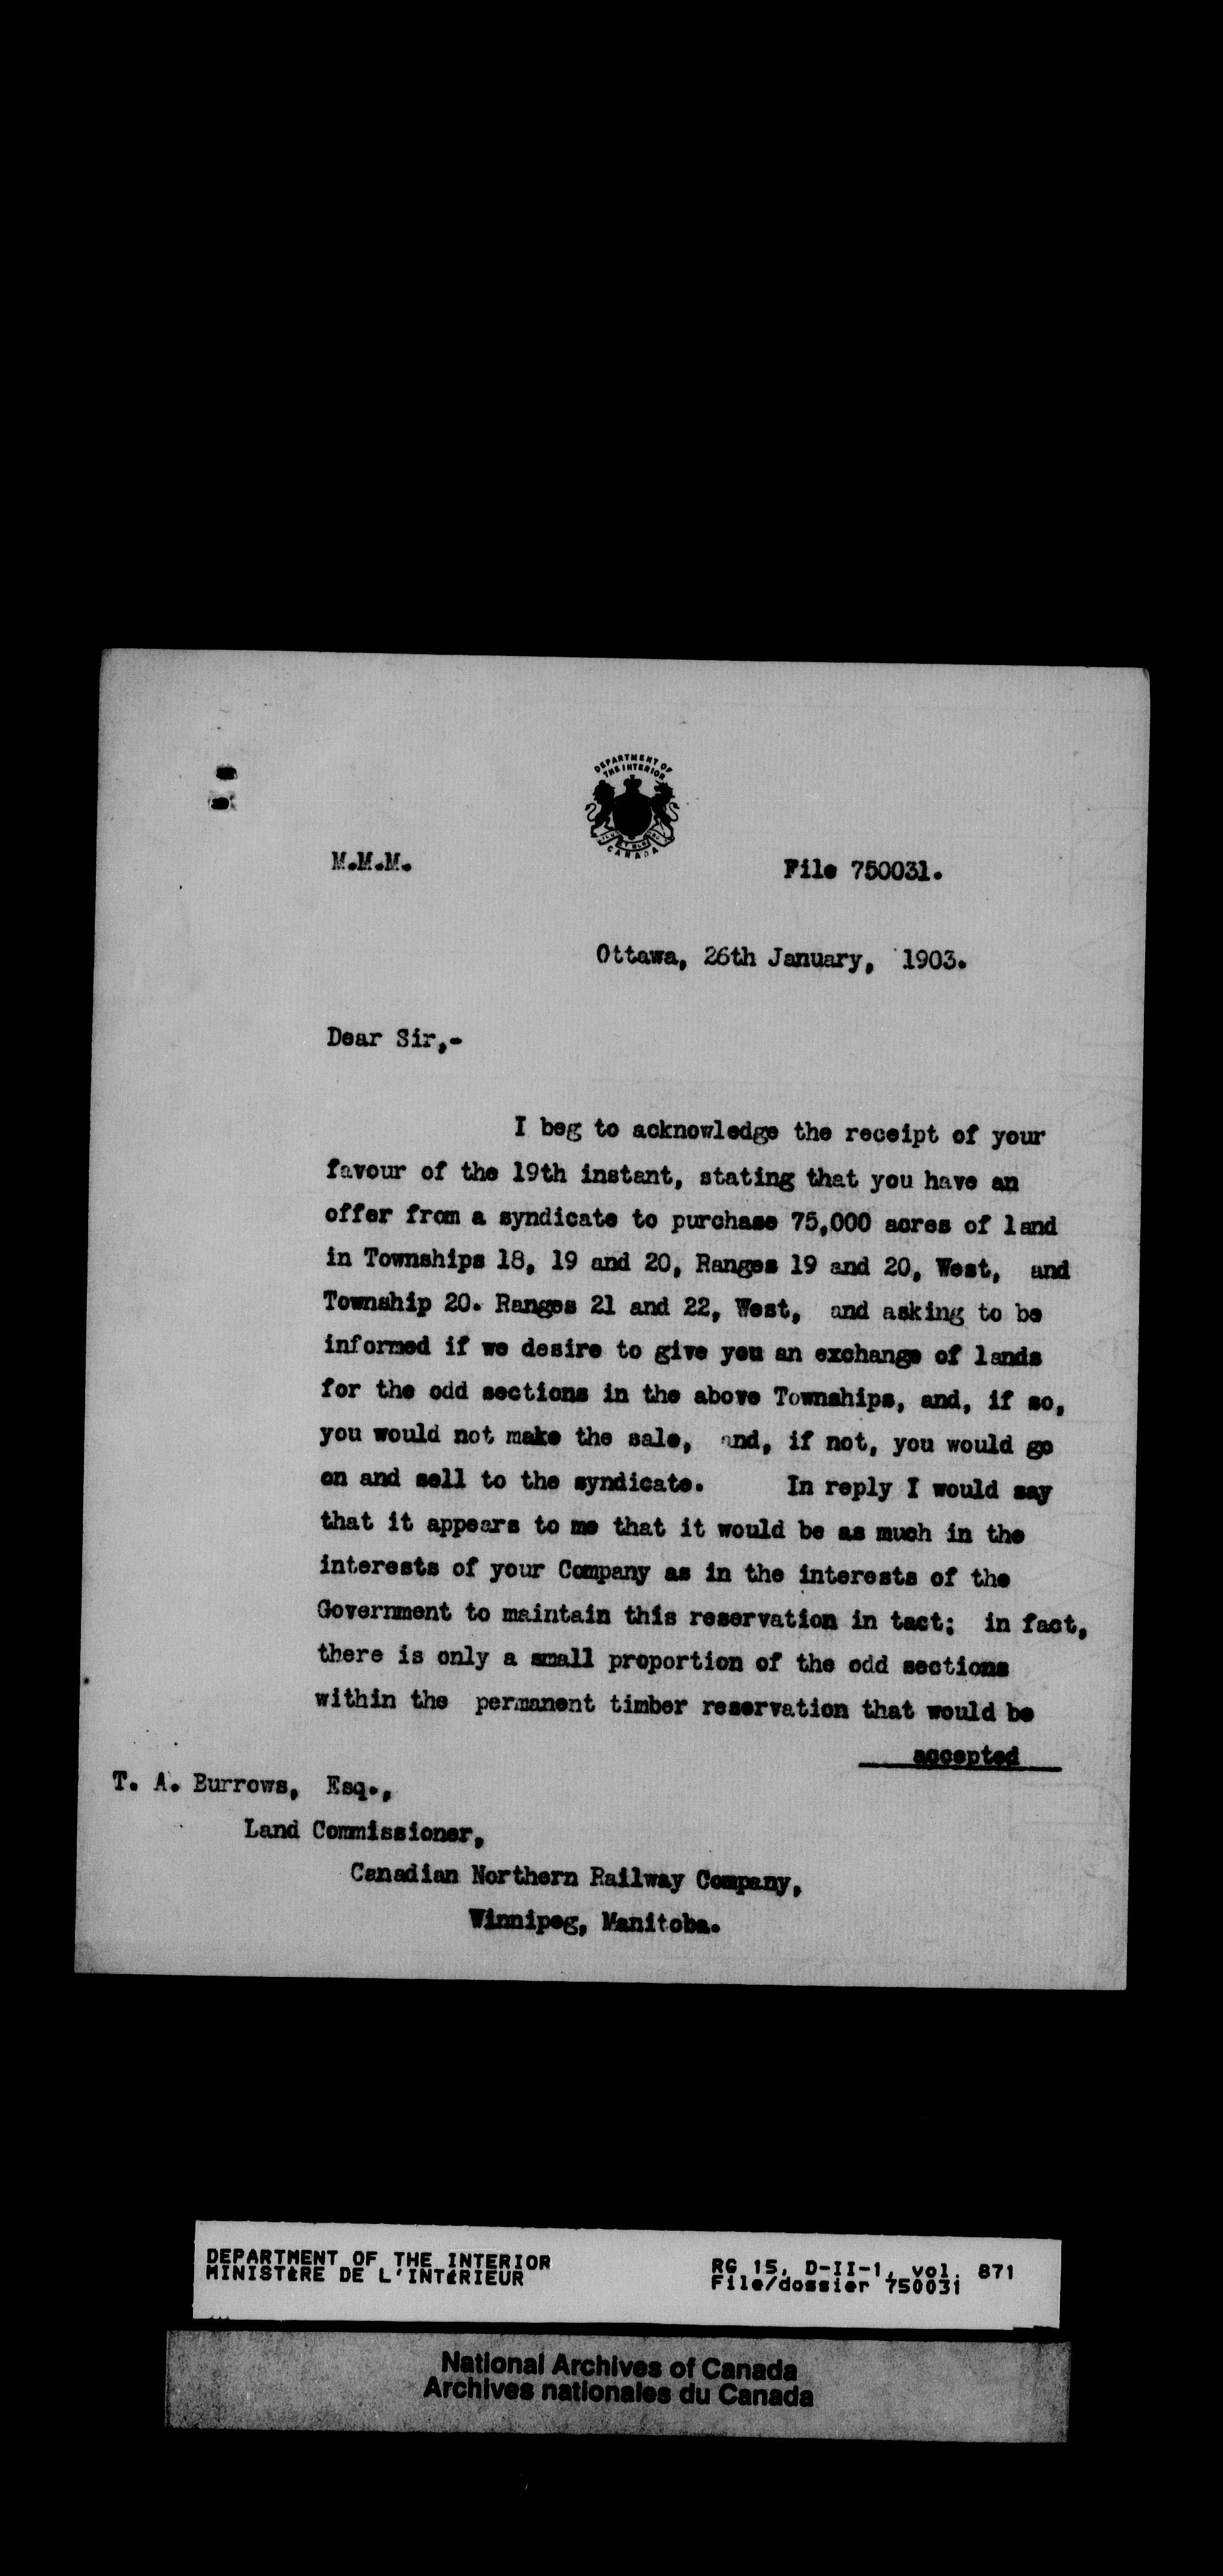 DEPARTMENT OF
THE INTERIOR
CANADA
M.M.M.
File 750031.
Ottawa, 26th January, 1903.
Dear Sir,-
I beg to acknowledge the receipt of your
favour of the 19th instant, stating that you have an
offer from a syndicate to purchase 75,000 acres of land
in Townships 18, 19 and 20, Ranges 19 and 20, West, and
Township 20. Ranges 21 and 22, West, and asking to be
informed if we desire to give you an exchange of lands
for the odd sections in the above Townships, and, if so,
you would not make the sale, and, if not, you would go
on and sell to the syndicate. In reply I would say
that it appears to me that it would be as much in the
interests of your Company as in the interests of the
Government to maintain this reservation in tact; in fact,
there is only a small proportion of the odd sections
within the permanent timber reservation that would be
accepted
T. A. Burrows, Esq.,
Land Commissioner,
Canadian Northern Railway Company,
Winnipeg, Manitoba.
DEPARTMENT OF THE INTERIOR
MINISTÈRE DE L'INTÉRIEUR
RG 15, D-II-1, vol. 871
File/dossier 750031
National Archives of Canada
Archives nationales du Canada